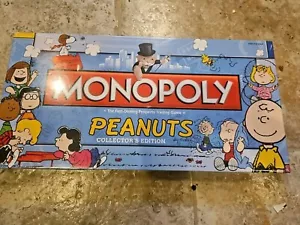 MONOPOLY
The Fast-Dealing Property Trading Game
PEANUTS
COLLECTOR'S EDITION